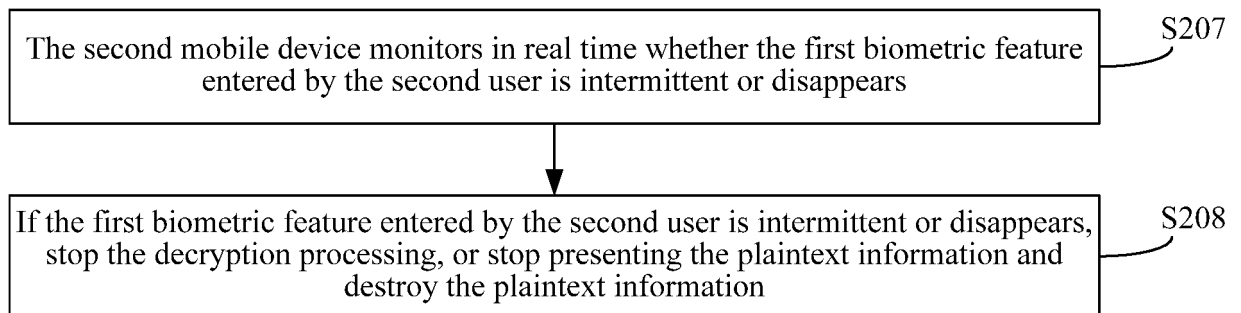 The second mobile device monitors in real time whether the first biometric feature
entered by the second user is intermittent or disappears
S207
If the first biometric feature entered by the second user is intermittent or disappears,
stop the decryption processing, or stop presenting the plaintext information and
destroy the plaintext information
S208